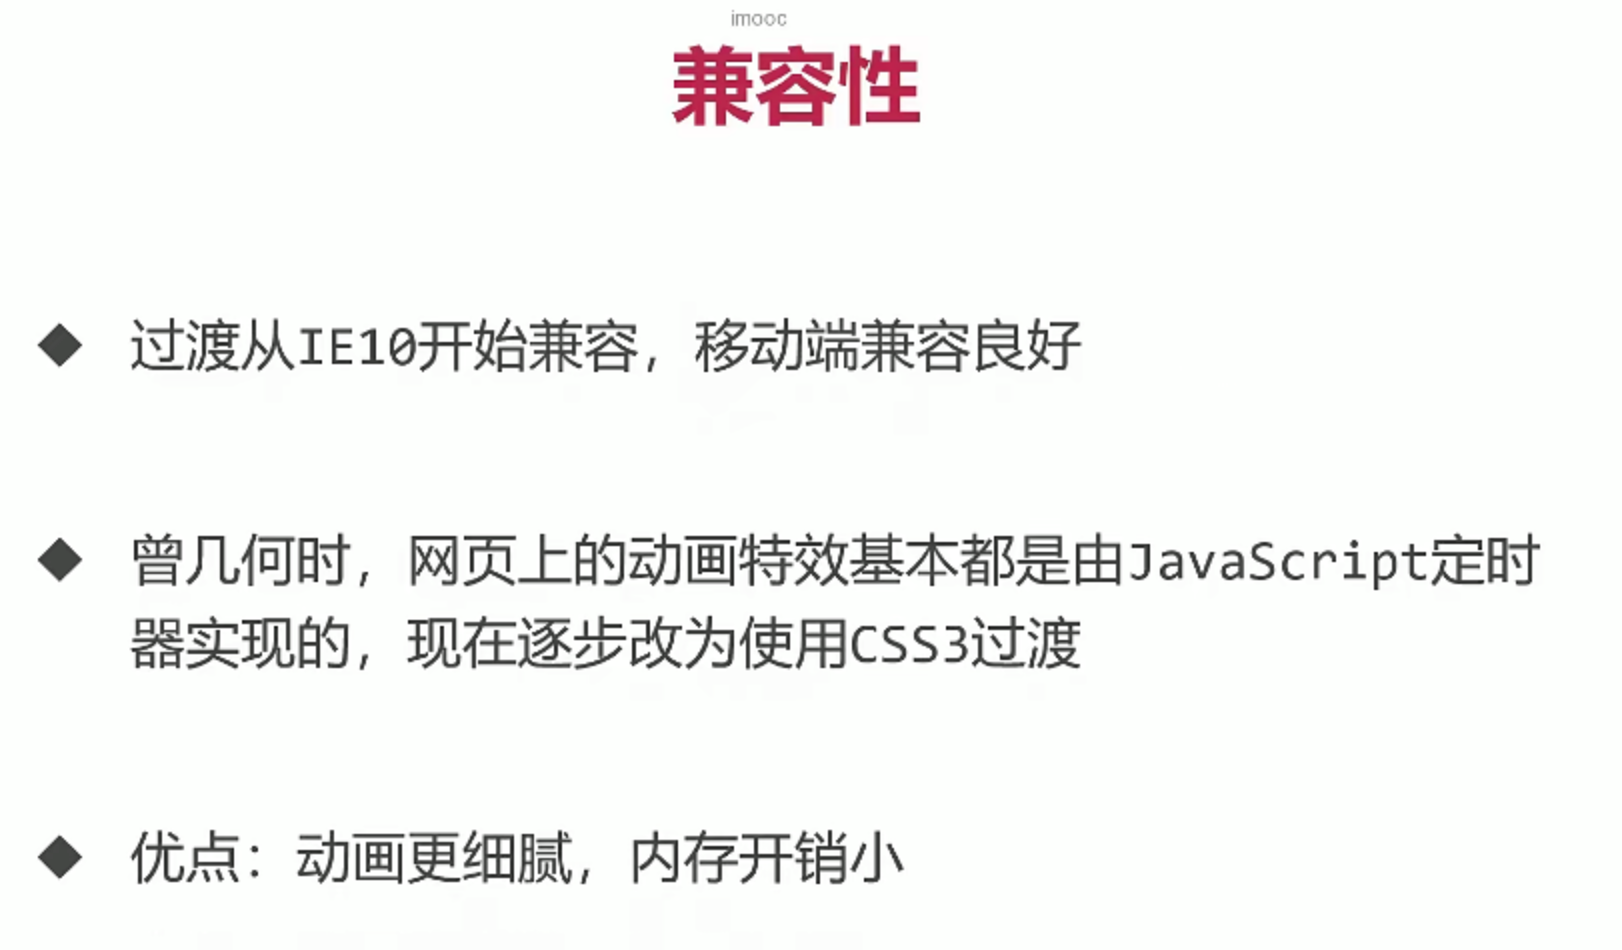 imooc
兼容性
◆ 过渡从IE10开始兼容，移动端兼容良好
◆ 曾几何时，网页上的动画特效基本都是由JavaScript定时
器实现的，现在逐步改为使用CSS3过渡
◆ 优点：动画更细腻，内存开销小